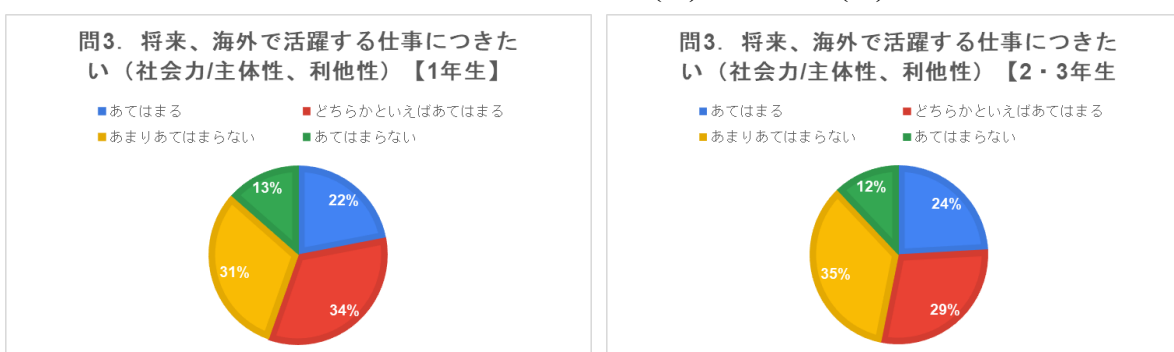 問3. 将来、海外で活躍する仕事につきた
い（社会力/主体性、利他性）【1年生】
■あてはまる ■どちらかといえばあてはまる
■あまりあてはまらない ■あてはまらない
13%
22%
31%
34%
問3. 将来、海外で活躍する仕事につきた
い（社会力/主体性、利他性）【2・3年生
■あてはまる ■どちらかといえばあてはまる
■あまりあてはまらない ■あてはまらない
12%
24%
35%
29%